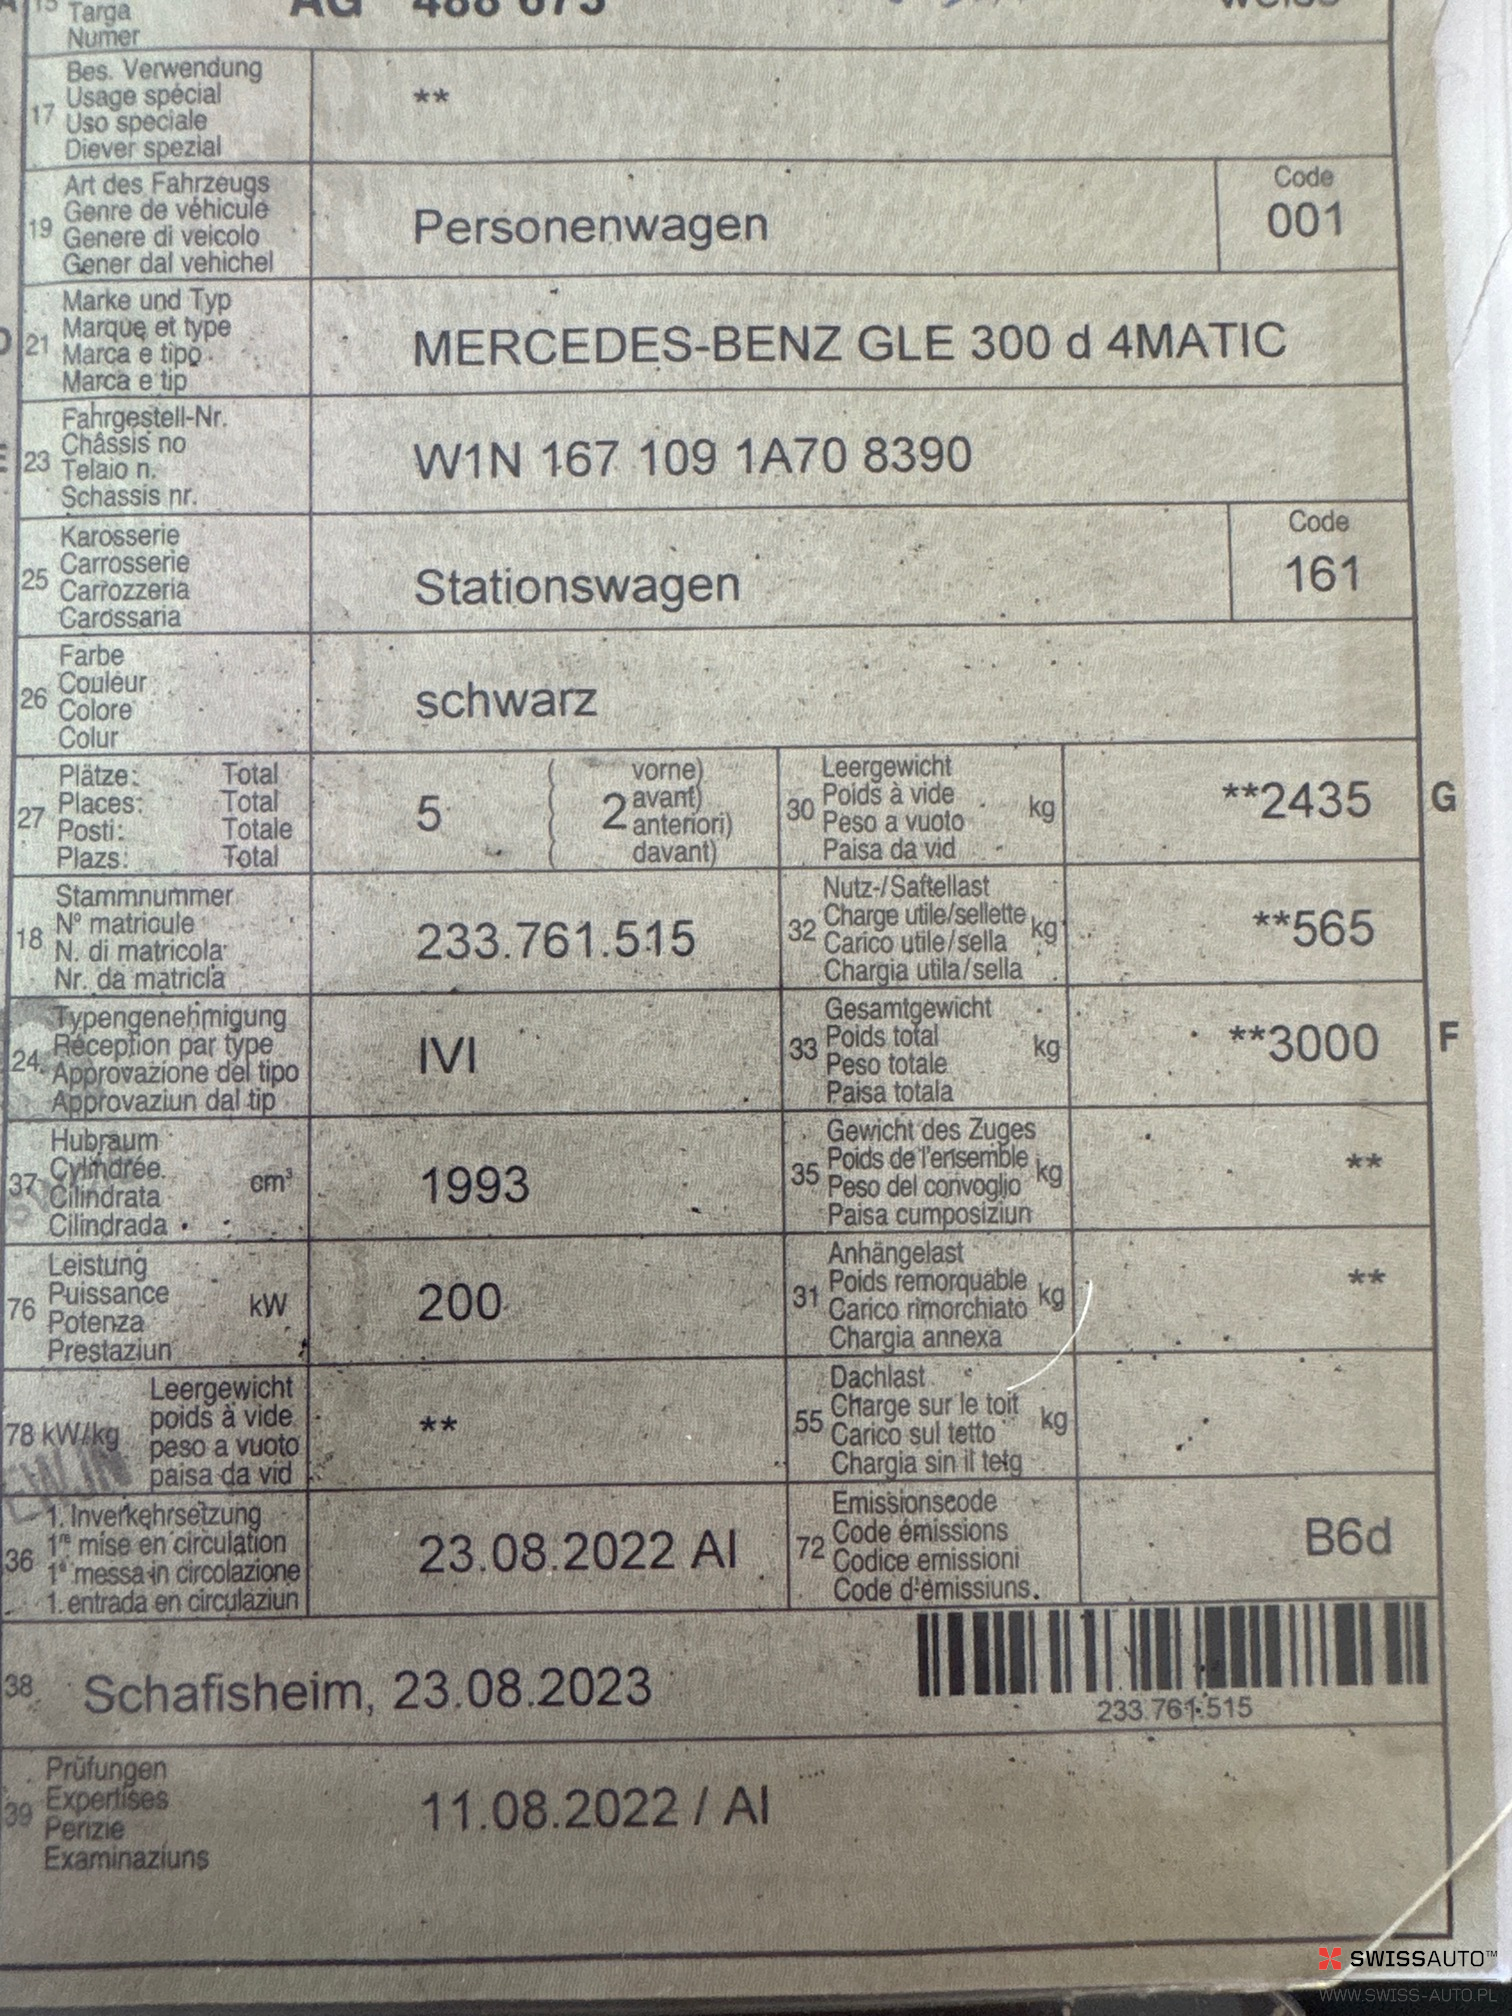 15 Targa AG 488 673 weiss
Numer
Bes. Verwendung
Usage spécial
17 Uso speciale **
Diever spezial
Art des Fahrzeugs Code
Genre de véhicule
19 Genere di veicolo Personenwagen 001
Gener dal vehichel
Marke und Typ
Marque et type
21 Marca e tipo MERCEDES-BENZ GLE 300 d 4MATIC
Marca e tip
Fahrgestell-Nr.
Châssis no
23 Telaio n. W1N 167 109 1A70 8390
Schassis nr.
Karosserie Code
Carrosserie
25 Carrozzeria Stationswagen 161
Carossaria
Farbe
Couleur
26 Colore schwarz
Colur
Plätze: Total
Places: Total
27 Posti: Totale
Plazs: Total
5 ( 2 vorne)
( avant)
( anteriori)
( davant)
Leergewicht
30 Poids à vide kg **2435 G
Peso a vuoto
Paisa da vid
Stammnummer
Nº matricule
18 N. di matricola 233.761.515
Nr. da matricla
Nutz-/Saftellast
32 Charge utile/sellette kg **565
Carico utile/sella
Chargia utila/sella
Typengenehmigung
24 Réception par type IVI
Approvazione del tipo
Approvaziun dal tip
Gesamtgewicht
33 Poids total kg **3000 F
Peso totale
Paisa totala
Hubraum
37 Cylindrée cm³ 1993
Cilindrata
Cilindrada
Gewicht des Zuges
35 Poids de l'ensemble kg **
Peso del convoglio
Paisa cumposiziun
Leistung
76 Puissance kW 200
Potenza
Prestaziun
Anhängelast
31 Poids remorquable kg **
Carico rimorchiato
Chargia annexa
Leergewicht
78 kW/kg poids à vide **
peso a vuoto
paisa da vid
Dachlast
55 Charge sur le toit kg
Carico sul tetto
Chargia sin il tetg
1. Inverkehrsetzung
36 1re mise en circulation 23.08.2022 AI
1a messa in circolazione
1. entrada en circulaziun
Emissionscode
72 Code émissions B6d
Codice emissioni
Code d'émissiuns
38 Schafisheim, 23.08.2023
233.761.515
Prüfungen
39 Expertises 11.08.2022 / AI
Perizie
Examinaziuns
SWISSAUTO™
WWW.SWISS-AUTO.PL